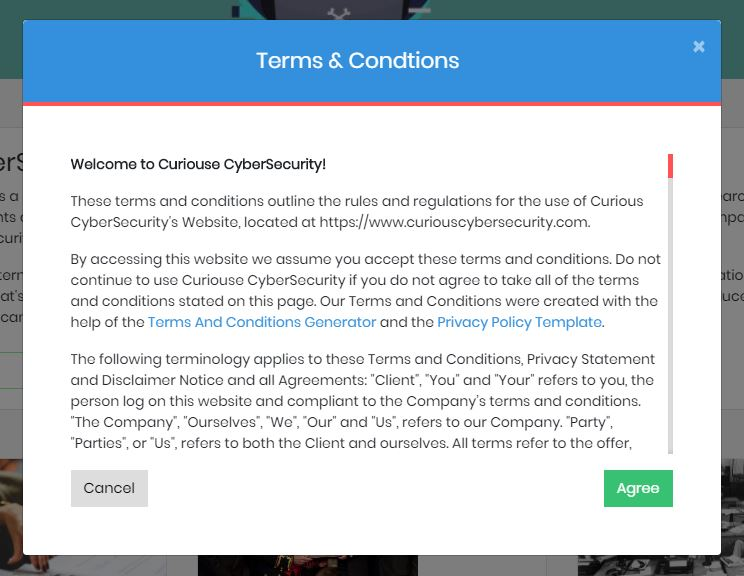 Terms & Condtions
×
Welcome to Curiouse CyberSecurity!
These terms and conditions outline the rules and regulations for the use of Curious
CyberSecurity's Website, located at https://www.curiouscybersecurity.com.
By accessing this website we assume you accept these terms and conditions. Do not
continue to use Curiouse CyberSecurity if you do not agree to take all of the terms
and conditions stated on this page. Our Terms and Conditions were created with the
help of the Terms And Conditions Generator and the Privacy Policy Template.
The following terminology applies to these Terms and Conditions, Privacy Statement
and Disclaimer Notice and all Agreements: "Client", "You" and "Your" refers to you, the
person log on this website and compliant to the Company's terms and conditions.
"The Company", "Ourselves", "We", "Our" and "Us", refers to our Company. "Party",
"Parties", or "Us", refers to both the Client and ourselves. All terms refer to the offer,
Cancel
Agree